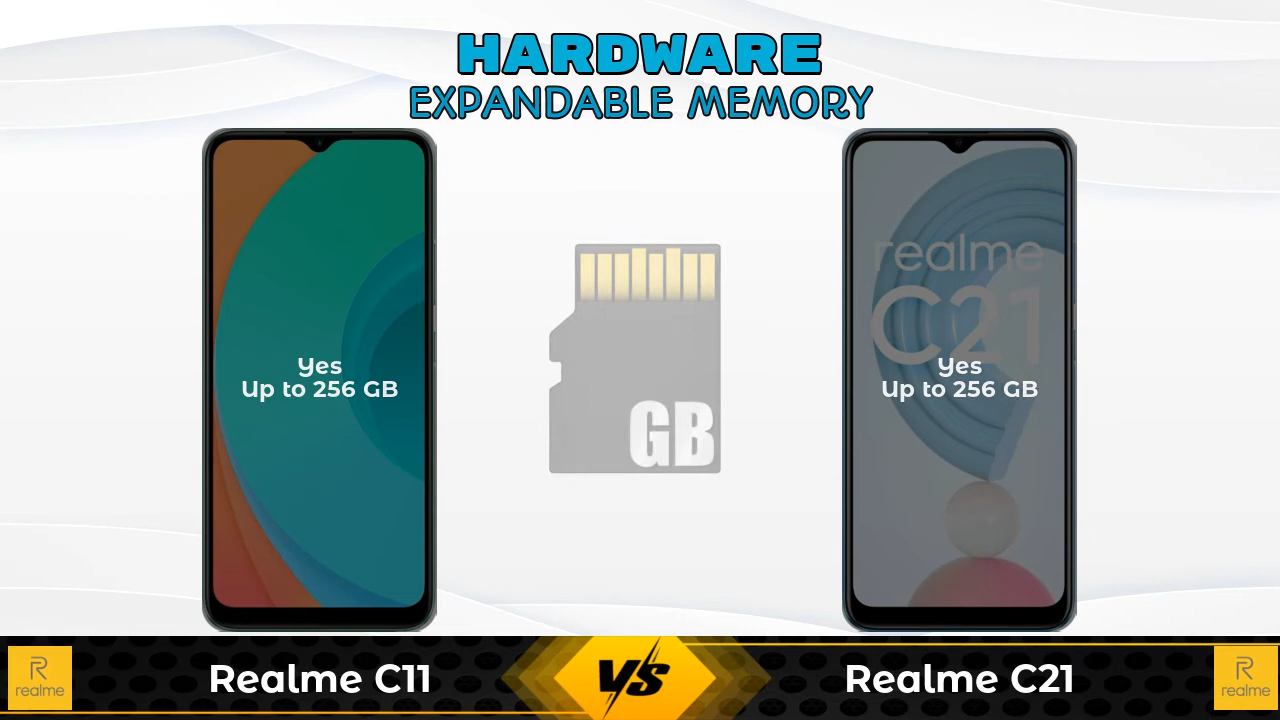 HARDWARE
EXPANDABLE MEMORY
realme
C21
Yes
Up to 256 GB
GB
Yes
Up to 256 GB
R
realme
Realme C11
VS
Realme C21
R
realme